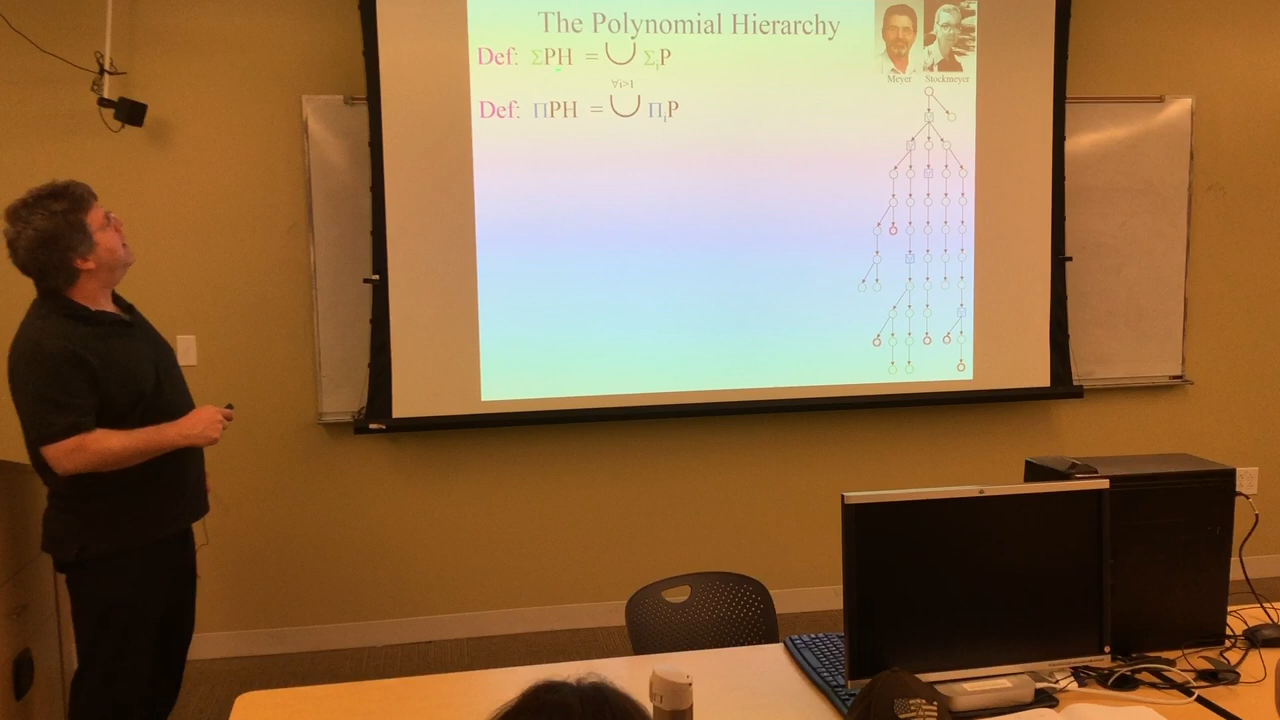 The Polynomial Hierarchy
Def: ΣPH = ∪ ΣᵢP
∀i>1
Def: ΠPH = ∪ ΠᵢP
Meyer Stockmeyer